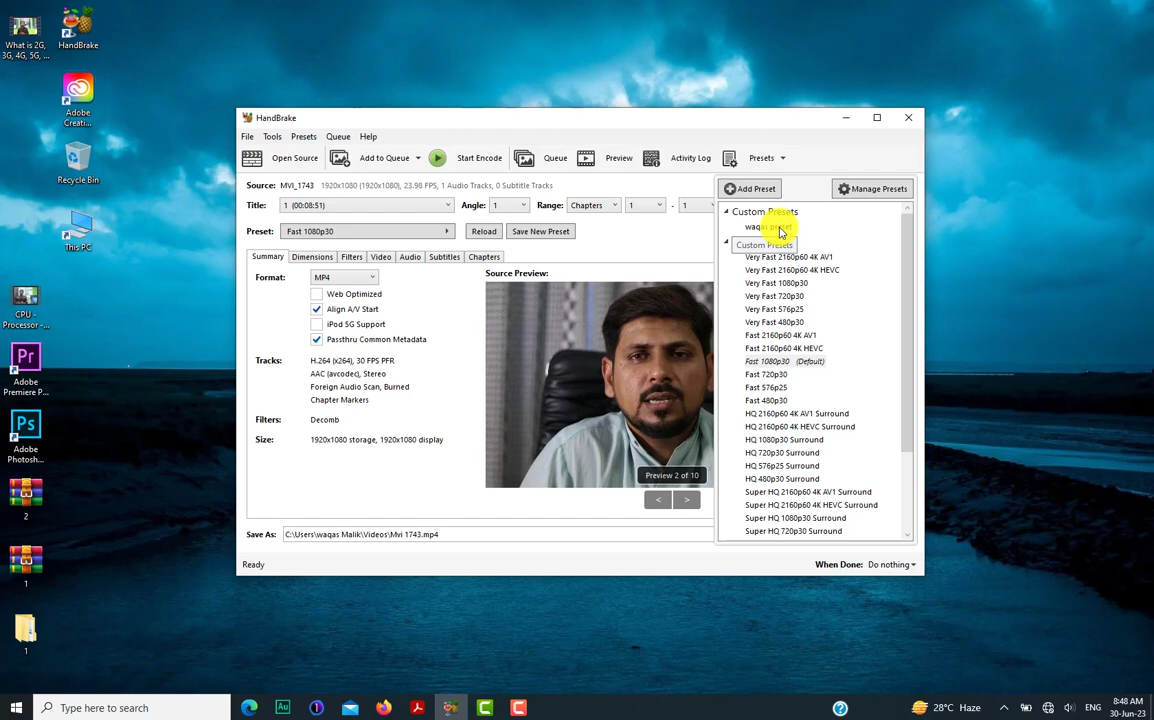 What is 2G,
3G, 4G, 5G, ...
HandBrake
Adobe
Creati...
Recycle Bin
This PC
CPU -
Processor -...
Pr
Adobe
Premiere P...
Ps
Adobe
Photosh...
2
1
1
HandBrake
File Tools Presets Queue Help
Open Source Add to Queue Start Encode Queue Preview Activity Log Presets
Source: MVI_1743 1920x1080 (1920x1080), 23.98 FPS, 1 Audio Tracks, 0 Subtitle Tracks
Title: 1 (00:08:51) Angle: 1 Range: Chapters 1 - 1
Preset: Fast 1080p30 Reload Save New Preset
Summary Dimensions Filters Video Audio Subtitles Chapters
Format: MP4
Web Optimized
Align A/V Start
iPod 5G Support
Passthru Common Metadata
Tracks: H.264 (x264), 30 FPS PFR
AAC (avcodec), Stereo
Foreign Audio Scan, Burned
Chapter Markers
Filters: Decomb
Size: 1920x1080 storage, 1920x1080 display
Source Preview:
Preview 2 of 10
< >
Save As: C:\Users\waqas Malik\Videos\Mvi 1743.mp4
Ready
When Done: Do nothing
Add Preset Manage Presets
Custom Presets
waqas preset
Custom Presets
Very Fast 2160p60 4K AV1
Very Fast 2160p60 4K HEVC
Very Fast 1080p30
Very Fast 720p30
Very Fast 576p25
Very Fast 480p30
Fast 2160p60 4K AV1
Fast 2160p60 4K HEVC
Fast 1080p30 (Default)
Fast 720p30
Fast 576p25
Fast 480p30
HQ 2160p60 4K AV1 Surround
HQ 2160p60 4K HEVC Surround
HQ 1080p30 Surround
HQ 720p30 Surround
HQ 576p25 Surround
HQ 480p30 Surround
Super HQ 2160p60 4K AV1 Surround
Super HQ 2160p60 4K HEVC Surround
Super HQ 1080p30 Surround
Super HQ 720p30 Surround
Type here to search
Au
28°C Haze
ENG
8:48 AM
30-Jun-23